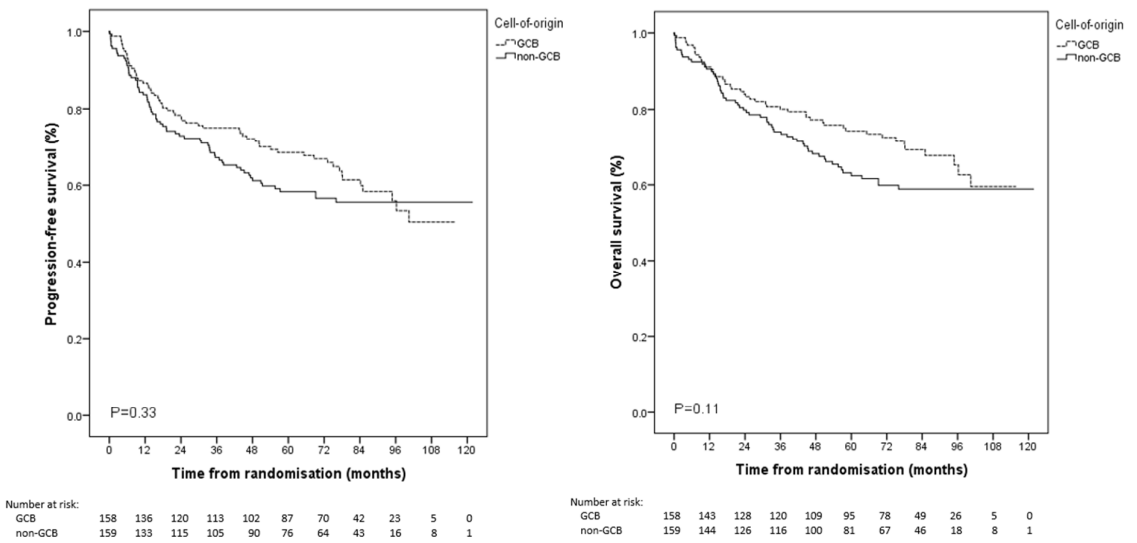 Cell-of-origin
GCB
non-GCB
Progression-free survival (%)
1.0
0.8
0.6
0.4
0.2
0.0
P=0.33
0 12 24 36 48 60 72 84 96 108 120
Time from randomisation (months)
Number at risk:
GCB 158 136 120 113 102 87 70 42 23 5 0
non-GCB 159 133 115 105 90 76 64 43 16 8 1
Cell-of-origin
GCB
non-GCB
Overall survival (%)
1.0
0.8
0.6
0.4
0.2
0.0
P=0.11
0 12 24 36 48 60 72 84 96 108 120
Time from randomisation (months)
Number at risk:
GCB 158 143 128 120 109 95 78 49 26 5 0
non-GCB 159 144 126 116 100 81 67 46 18 8 1